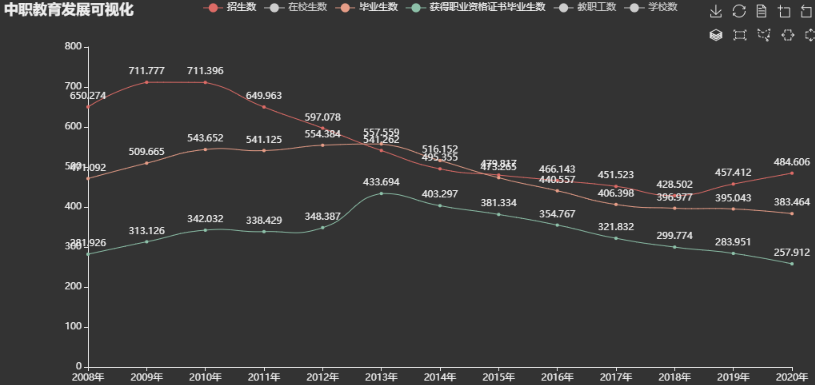 中职教育发展可视化
招生数 在校生数 毕业生数 获得职业资格证书毕业生数 教职工数 学校数
800
700
600
500
400
300
200
100
0
650.274 711.777 711.396 649.963 597.078 541.262 495.355 479.817 466.143 451.523 428.502 457.412 484.606
471.092 509.665 543.652 541.125 554.384 557.559 516.152 473.265 440.557 406.398 396.977 395.043 383.464
281.926 313.126 342.032 338.429 348.387 433.694 403.297 381.334 354.767 321.832 299.774 283.951 257.912
2008年 2009年 2010年 2011年 2012年 2013年 2014年 2015年 2016年 2017年 2018年 2019年 2020年